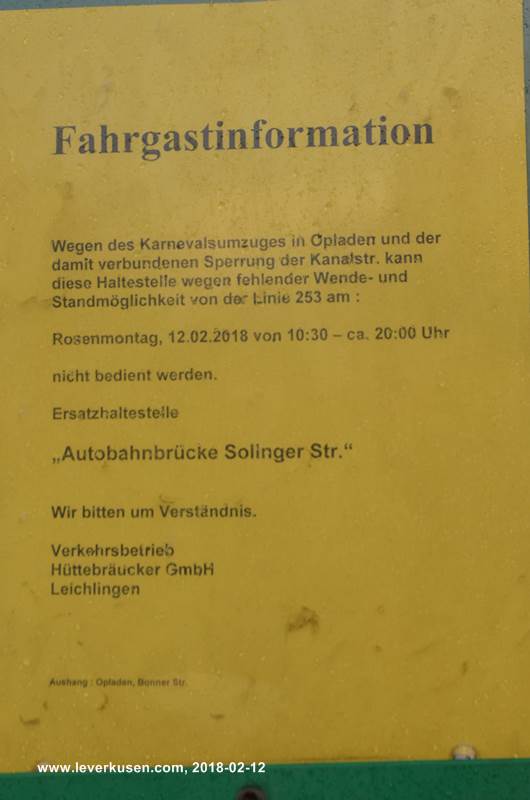 Fahrgastinformation
Wegen des Karnevalsumzuges in Opladen und der
damit verbundenen Sperrung der Kanalstr. kann
diese Haltestelle wegen fehlender Wende- und
Standmöglichkeit von der Linie 253 am :
Rosenmontag, 12.02.2018 von 10:30 – ca. 20:00 Uhr
nicht bedient werden.
Ersatzhaltestelle
„Autobahnbrücke Solinger Str.“
Wir bitten um Verständnis.
Verkehrsbetrieb
Hüttebräucker GmbH
Leichlingen
Aushang : Opladen, Bonner Str.
www.leverkusen.com, 2018-02-12